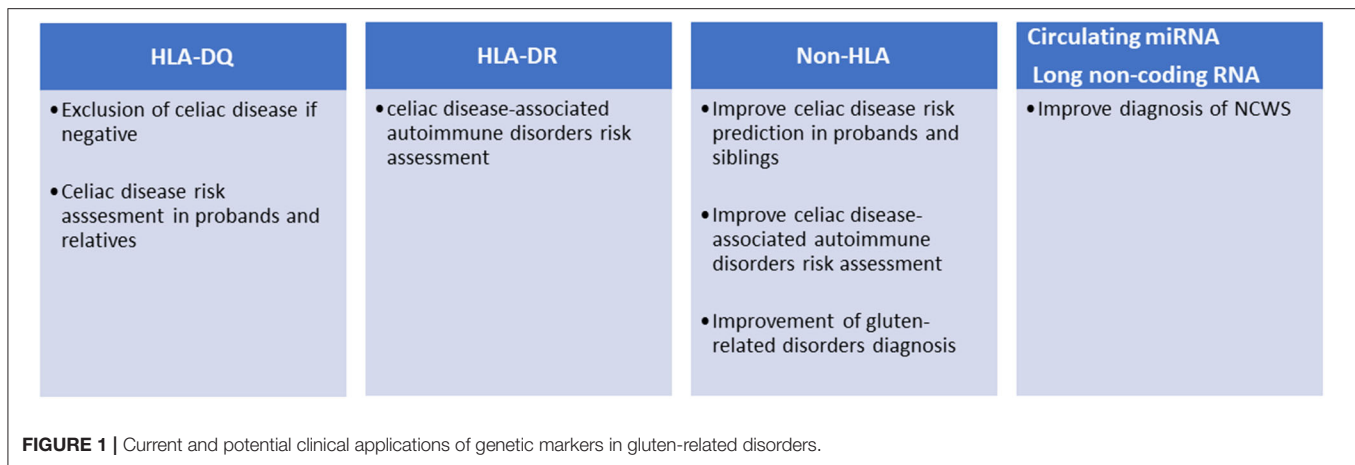 HLA-DQ
•Exclusion of celiac disease if
negative
•Celiac disease risk
asssesment in probands and
relatives
HLA-DR
•celiac disease-associated
autoimmune disorders risk
assessment
Non-HLA
•Improve celiac disease risk
prediction in probands and
siblings
•Improve celiac disease-
associated autoimmune
disorders risk assessment
•Improvement of gluten-
related disorders diagnosis
Circulating miRNA
Long non-coding RNA
•Improve diagnosis of NCWS
FIGURE 1 | Current and potential clinical applications of genetic markers in gluten-related disorders.